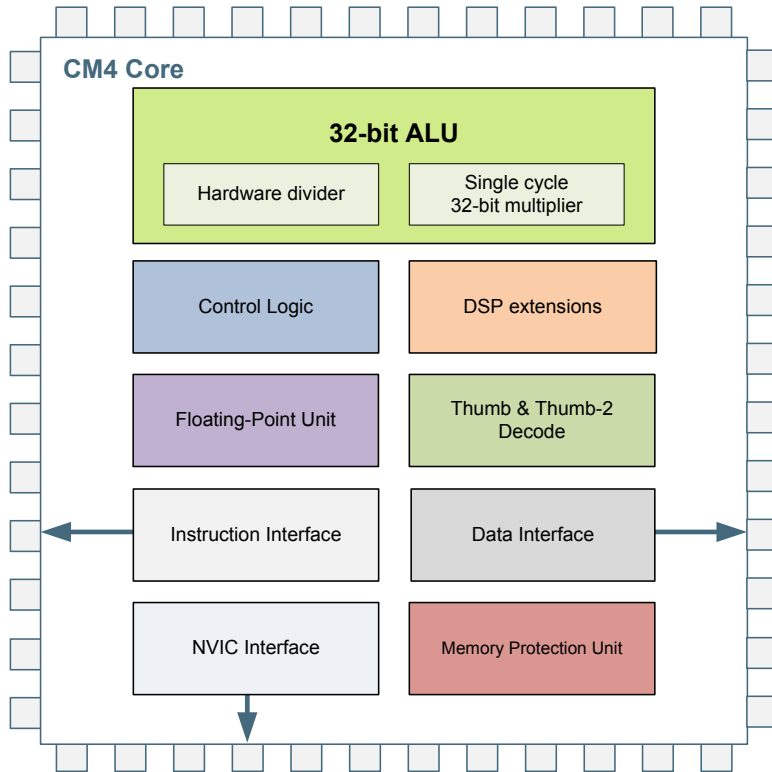 CM4 Core
32-bit ALU
Hardware divider
Single cycle
32-bit multiplier
Control Logic
DSP extensions
Floating-Point Unit
Thumb & Thumb-2
Decode
Instruction Interface
Data Interface
NVIC Interface
Memory Protection Unit